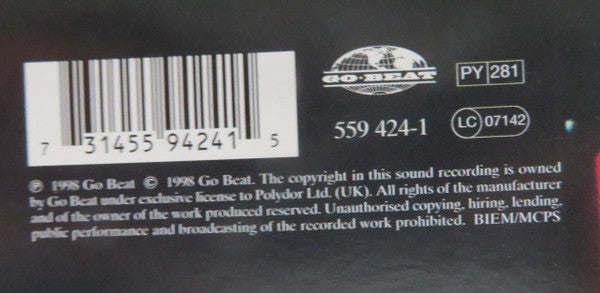 GO·BEAT
PY 281
559 424-1
LC 07142
7 31455 94241 5
℗ 1998 Go Beat © 1998 Go Beat. The copyright in this sound recording is owned
by Go Beat under exclusive license to Polydor Ltd. (UK). All rights of the manufacturer
and of the owner of the work produced reserved. Unauthorised copying, hiring, lending,
public performance and broadcasting of the recorded work prohibited. BIEM/MCPS